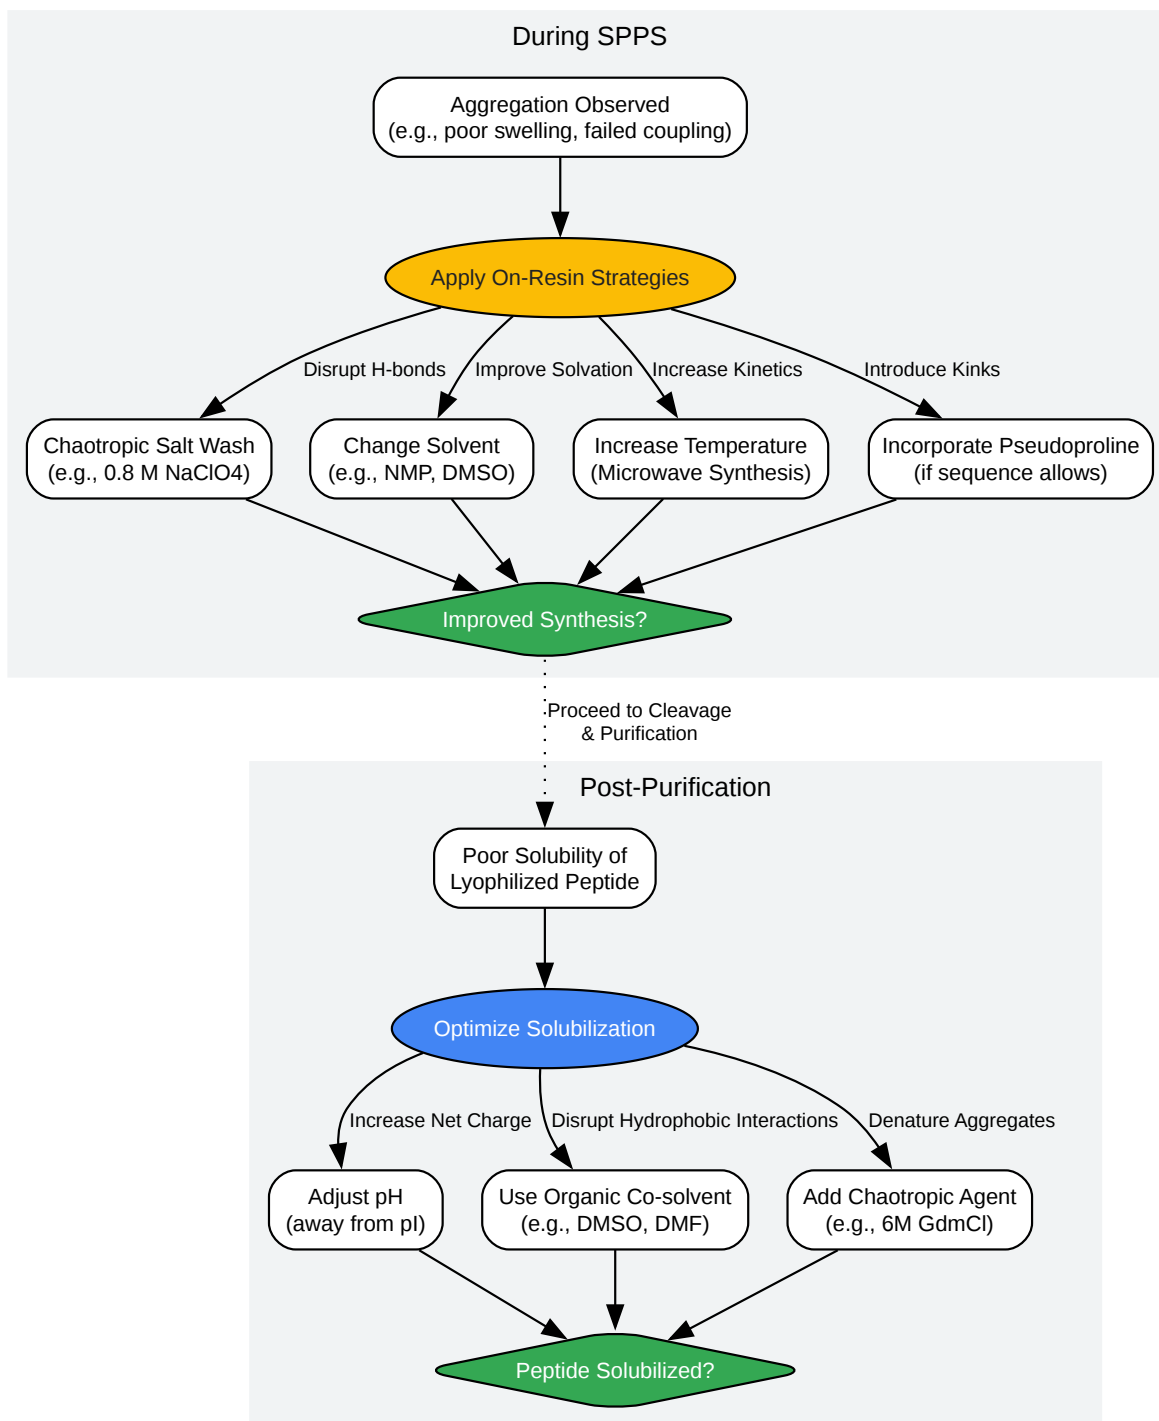 During SPPS
Aggregation Observed
(e.g., poor swelling, failed coupling)
Apply On-Resin Strategies
Disrupt H-bonds
Improve Solvation
Increase Kinetics
Introduce Kinks
Chaotropic Salt Wash
(e.g., 0.8 M NaClO4)
Change Solvent
(e.g., NMP, DMSO)
Increase Temperature
(Microwave Synthesis)
Incorporate Pseudoproline
(if sequence allows)
Improved Synthesis?
Proceed to Cleavage
& Purification
Post-Purification
Poor Solubility of
Lyophilized Peptide
Optimize Solubilization
Increase Net Charge
Disrupt Hydrophobic Interactions
Denature Aggregates
Adjust pH
(away from pI)
Use Organic Co-solvent
(e.g., DMSO, DMF)
Add Chaotropic Agent
(e.g., 6M GdmCl)
Peptide Solubilized?